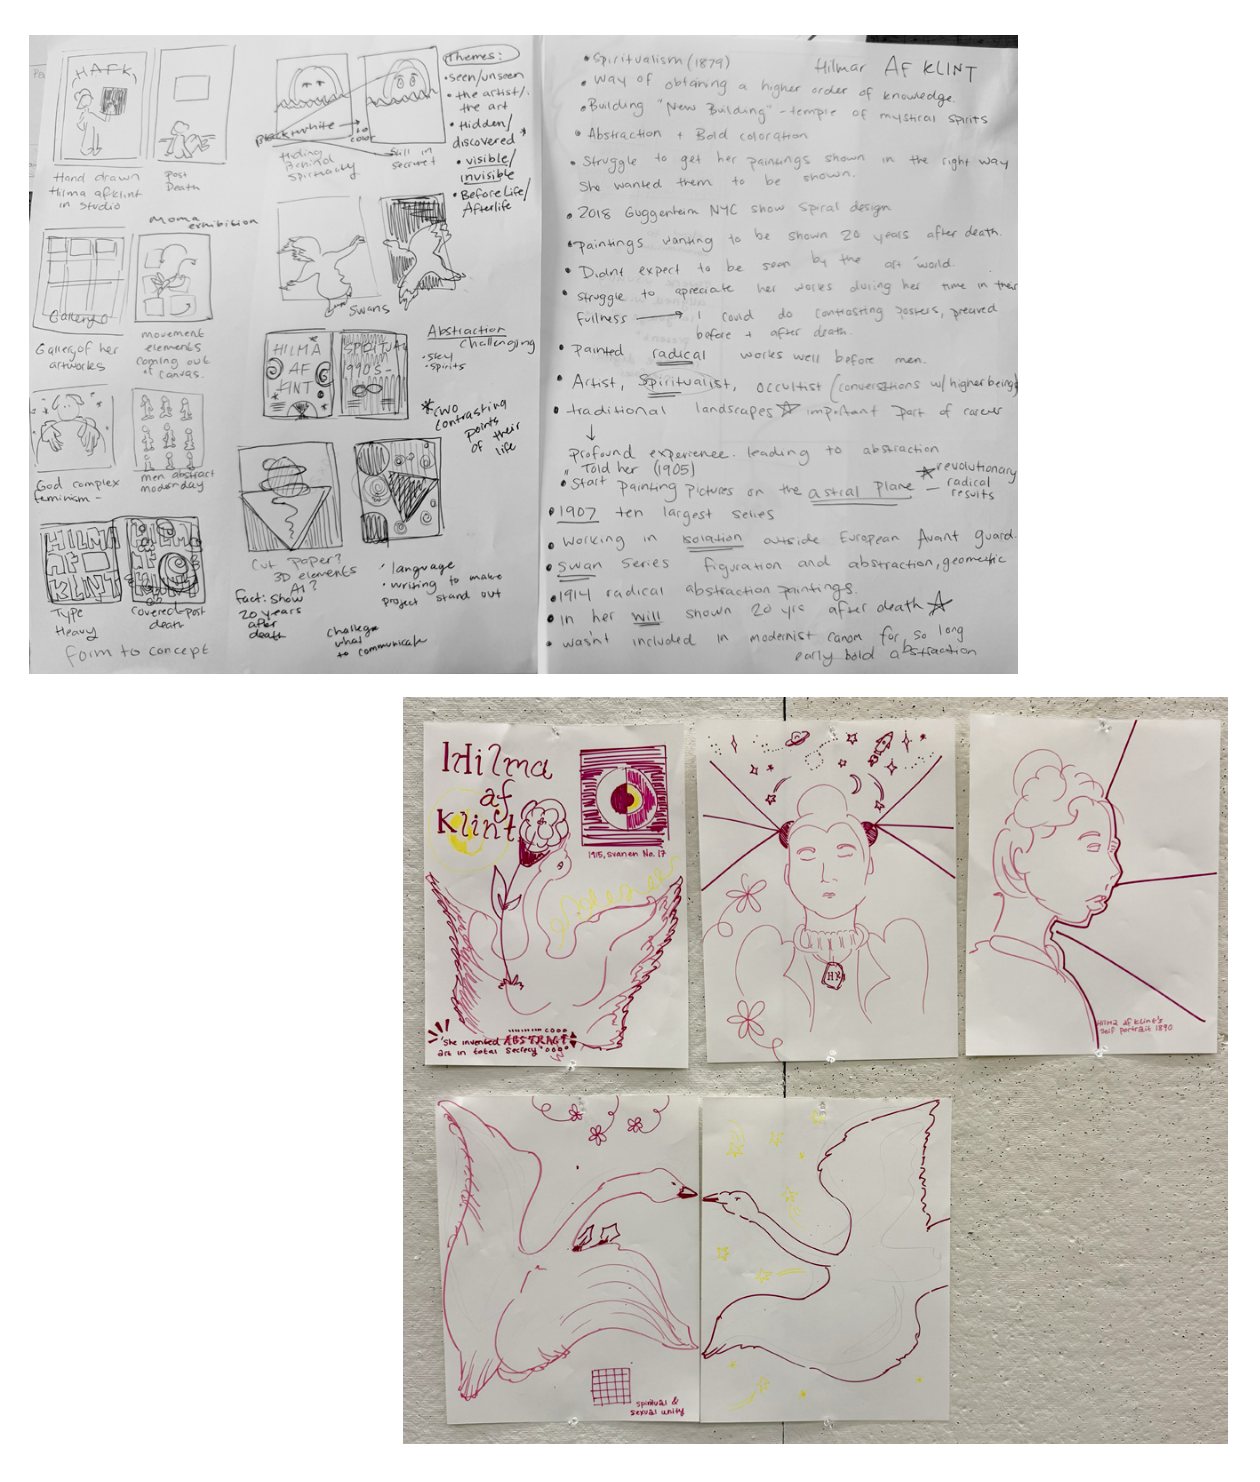 HAFK
Hand drawn
Hilma af klint
in studio
post
Death
Black + white → to color
hiding
Behind
Spirituality
Still in
secret
Themes:
• seen/unseen
• the artist/
the art
• Hidden/
discovered *
• visible/
invisible
• Before Life/
Afterlife
Moma
exhibition
Gallery
Gallery of her
artworks
movement
elements
coming out
of canvas.
Swans
HILMA
AF
KINT
SPIRITUAL
Abstraction
challenging
• sky
• spirits
* two
contrasting
points
of their
life
God complex
feminism -
men abstract
modern day
HILMA
AF
KLINT
HILMA
AF
KLINT
Type
Heavy
covered post
death
form to concept
Cut paper?
3D elements
AI?
fact: show
20 years
after
death
• language
• writing to make
project stand out
challenge
what
to communicate
Hilmar AF KLINT
• Spiritualism (1879)
• way of obtaining a higher order of knowledge.
• Building "New Building" - temple of mystical spirits
• Abstraction + Bold coloration
• Struggle to get her paintings shown in the right way
She wanted them to be shown.
• 2018 Guggenheim NYC show Spiral design
• paintings wanting to be shown 20 years after death.
• Didnt expect to be seen by the art world.
• struggle to apreciate her works during her time in their
fullness → I could do contrasting posters,
before + after death.
• Painted radical works well before men.
• Artist, Spiritualist, occultist (conversations w/ higher being)
• traditional landscapes ☆ important part of career
↓
Profound experience leading to abstraction
" Told her (1905)
• Start painting pictures on the astral plane — radical
* revolutionary
results
• 1907 ten largest series
• working in isolation outside European Avant guard.
• Swan series figuration and abstraction, geometric
• 1914 radical abstraction paintings.
• In her will shown 20 yrs after death ☆
• wasn't included in modernist canon for so long
early bold abstraction
Hilma
af
Klint
1915, Svanen No. 17
"She invented ABSTRACT
art in total secrecy"
HK
Hilma af klint's
self portrait 1890
spiritual &
sexual unity